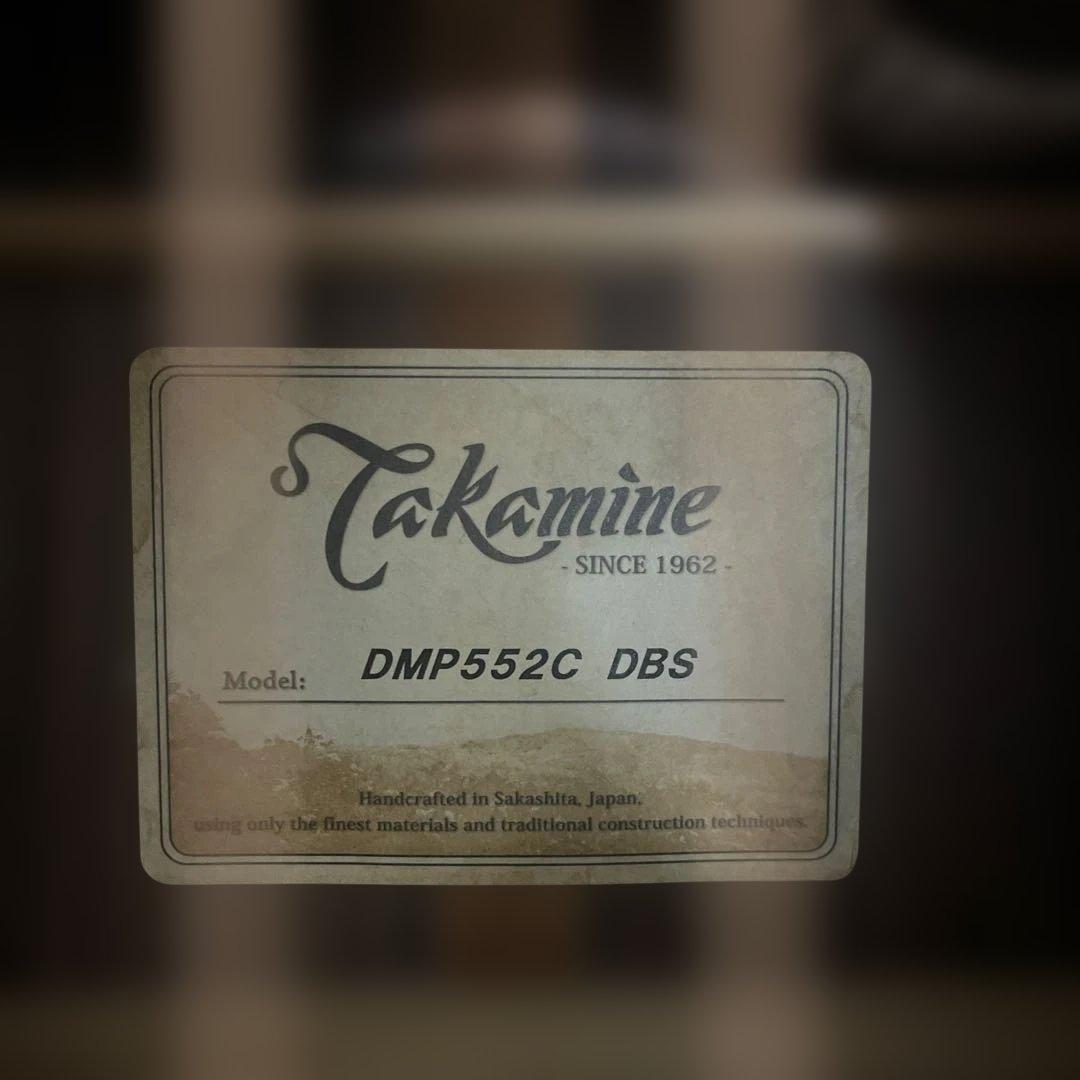 Takamine
- SINCE 1962 -
Model: DMP552C DBS
Handcrafted in Sakashita, Japan,
using only the finest materials and traditional construction techniques.